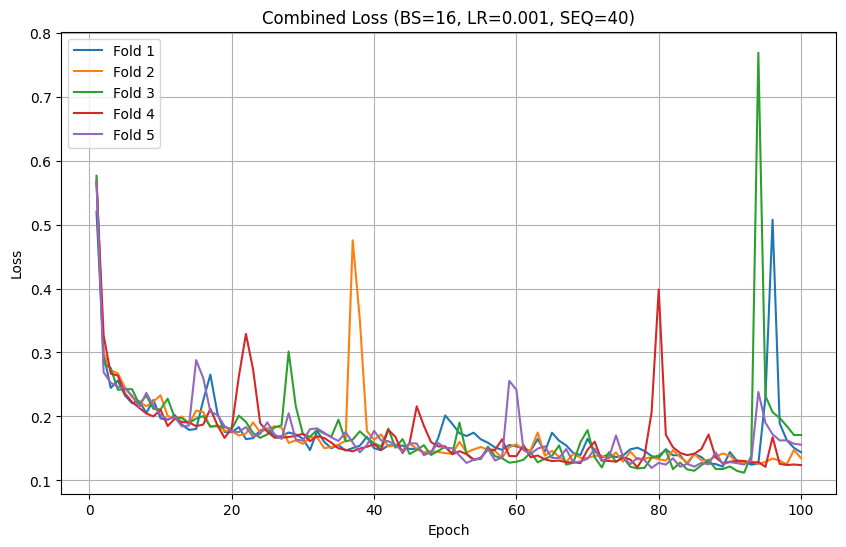 Combined Loss (BS=16, LR=0.001, SEQ=40)
Fold 1
Fold 2
Fold 3
Fold 4
Fold 5
Loss
0.8
0.7
0.6
0.5
0.4
0.3
0.2
0.1
0 20 40 60 80 100
Epoch